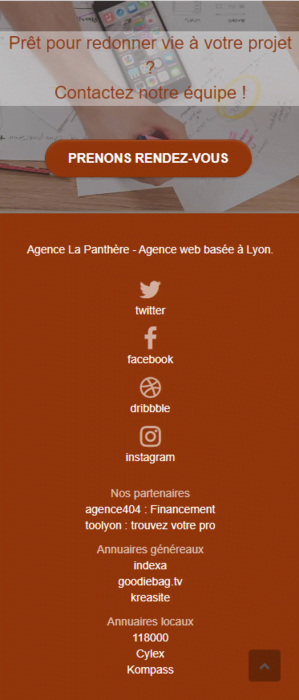 Prêt pour redonner vie à votre projet
?
Contactez notre équipe !
PRENONS RENDEZ-VOUS
Agence La Panthère - Agence web basée à Lyon.
twitter
facebook
dribbble
instagram
Nos partenaires
agence404 : Financement
toolyon : trouvez votre pro
Annuaires généreaux
indexa
goodiebag.tv
kreasite
Annuaires locaux
118000
Cylex
Kompass